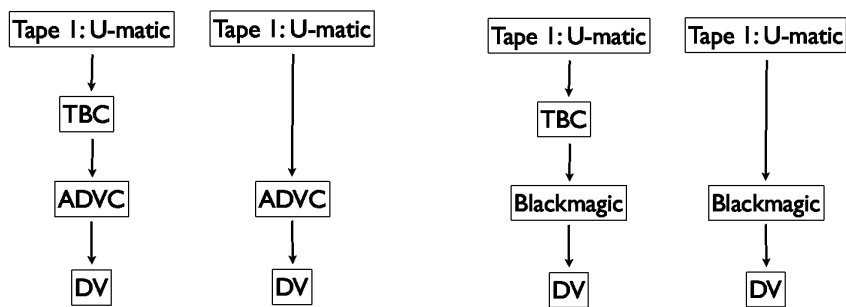 Tape 1: U-matic
TBC
ADVC
DV
Tape 1: U-matic
ADVC
DV
Tape 1: U-matic
TBC
Blackmagic
DV
Tape 1: U-matic
Blackmagic
DV